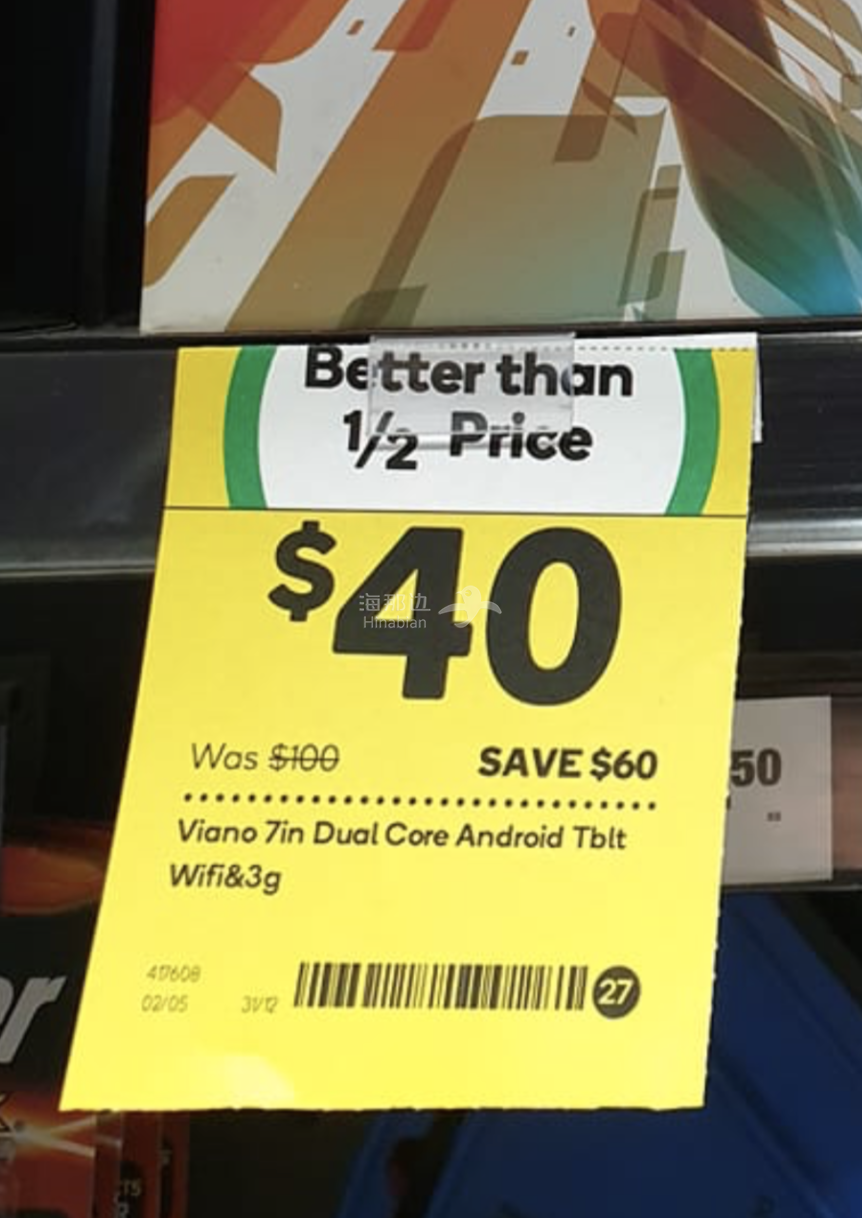 Better than
1/2 Price
$40
海那边
Hinabian
Was $100
SAVE $60
50
Viano 7in Dual Core Android Tblt
Wifi&3g
417608
02/05
31/12
27